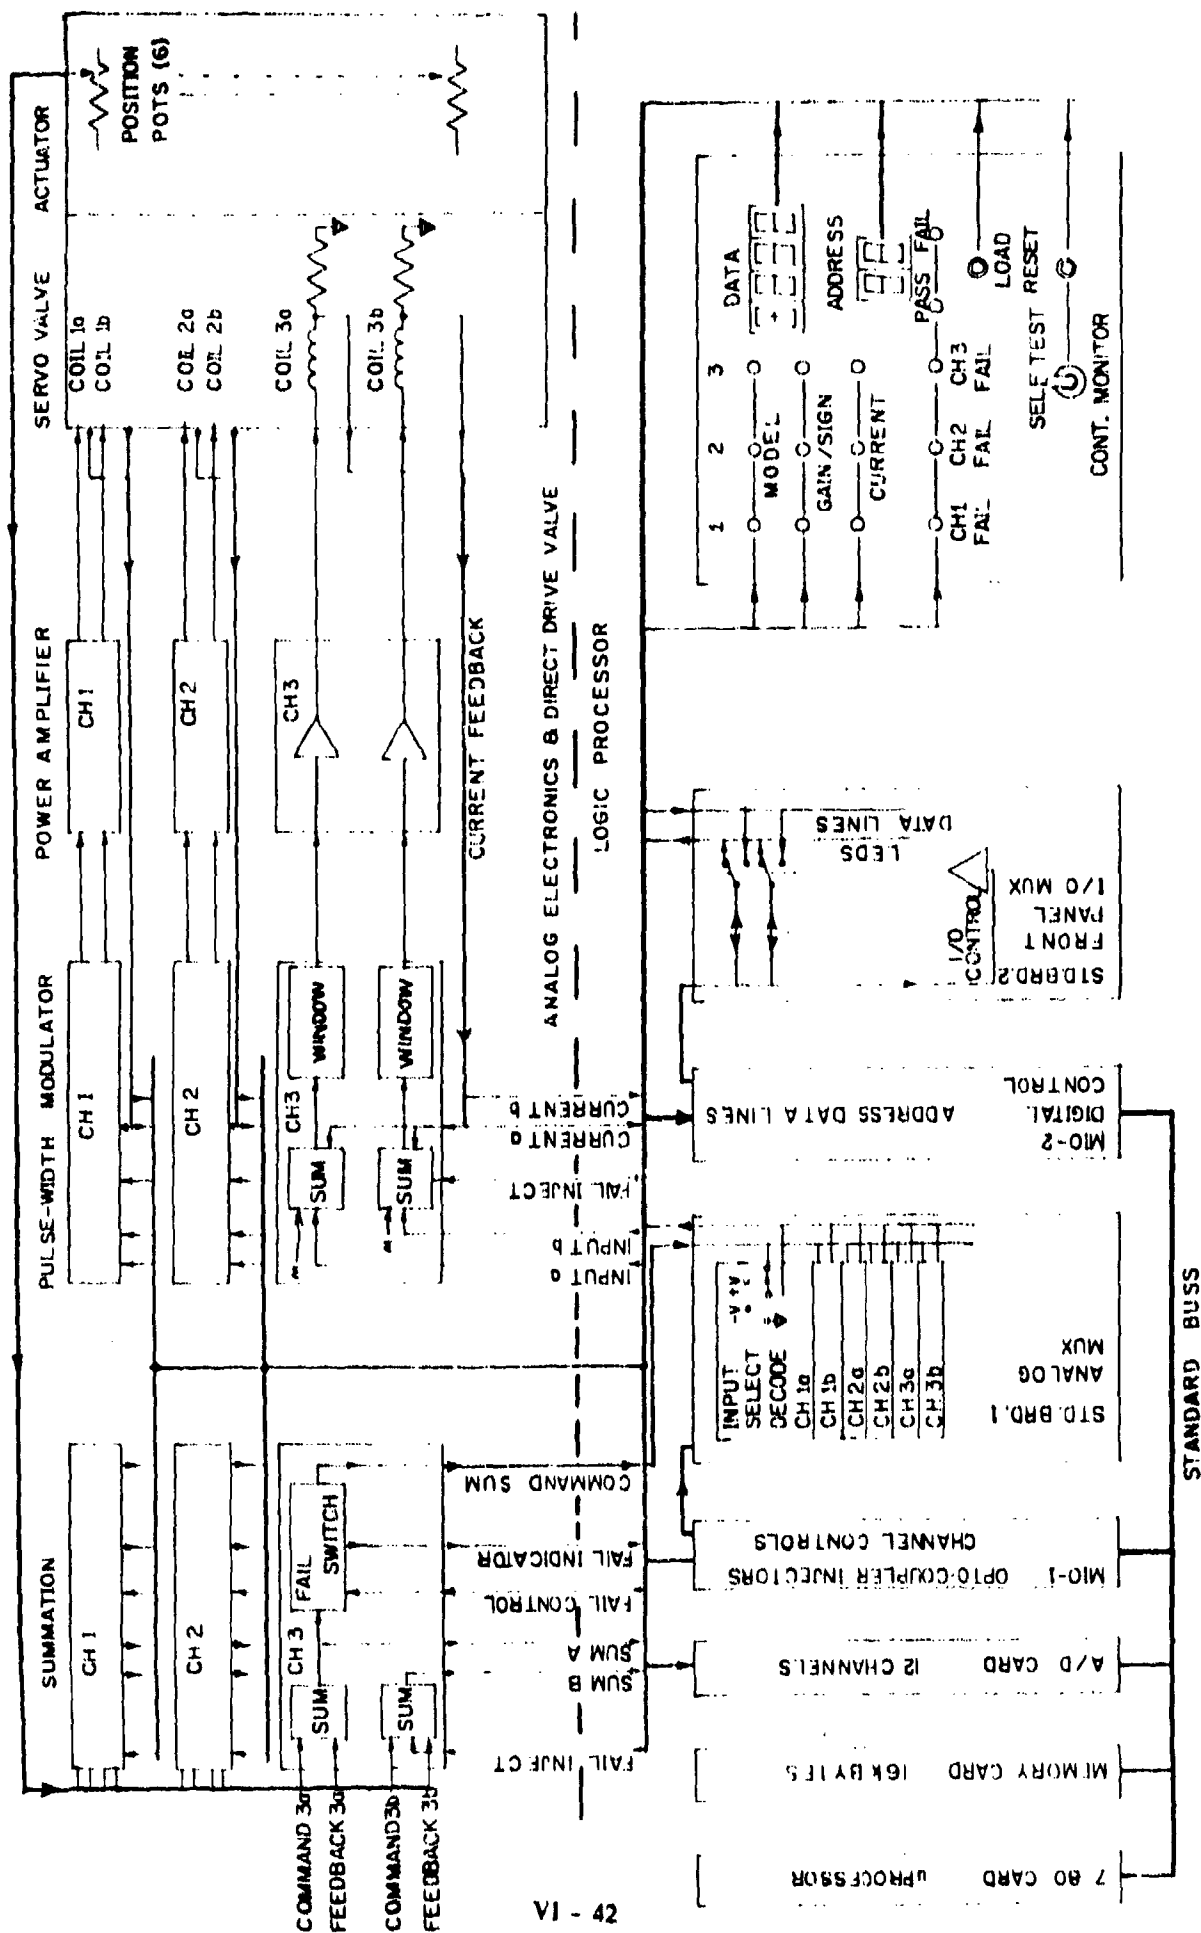 SUMMATION
PULSE-WIDTH MODULATOR
POWER AMPLIFIER
SERVO VALVE
ACTUATOR
CH 1
CH 1
CH 1
COIL 1a
COIL 1b
POSITION
POTS (6)
CH 2
CH 2
CH 2
COIL 2a
COIL 2b
COMMAND 3a
FEEDBACK 3a
COMMAND 3b
FEEDBACK 3b
CH 3
SUM
SUM
FAIL
SWITCH
CH3
SUM
SUM
WINDOW
WINDOW
CH3
COIL 3a
COIL 3b
CURRENT FEEDBACK
FAIL INJECT
SUM B
SUM A
FAIL CONTROL
FAIL INDICATOR
COMMAND SUM
INPUT a
INPUT b
FAIL INJECT
CURRENT a
CURRENT b
ANALOG ELECTRONICS & DIRECT DRIVE VALVE
LOGIC PROCESSOR
7 80 CARD
uPROCESSOR
MEMORY CARD
16k BYTES
A/D CARD
12 CHANNELS
MIO-1
OPTO-COUPLER INJECTORS
CHANNEL CONTROLS
STD. BRD. 1
ANALOG
MUX
INPUT
SELECT
DECODE
-V +V
CH 1a
CH 1b
CH 2a
CH 2b
CH 3a
CH 3b
MIO-2
DIGITAL
CONTROL
ADDRESS DATA LINES
STD.BRD.2
FRONT
PANEL
I/O MUX
I/O
CONTROL
LEDS
DATA LINES
1 2 3
MODEL
GAIN/SIGN
CURRENT
CH1
FAIL
CH2
FAIL
CH3
FAIL
DATA
+
ADDRESS
PASS FAIL
LOAD
SELF TEST RESET
CONT. MONITOR
STANDARD BUSS
VI - 42